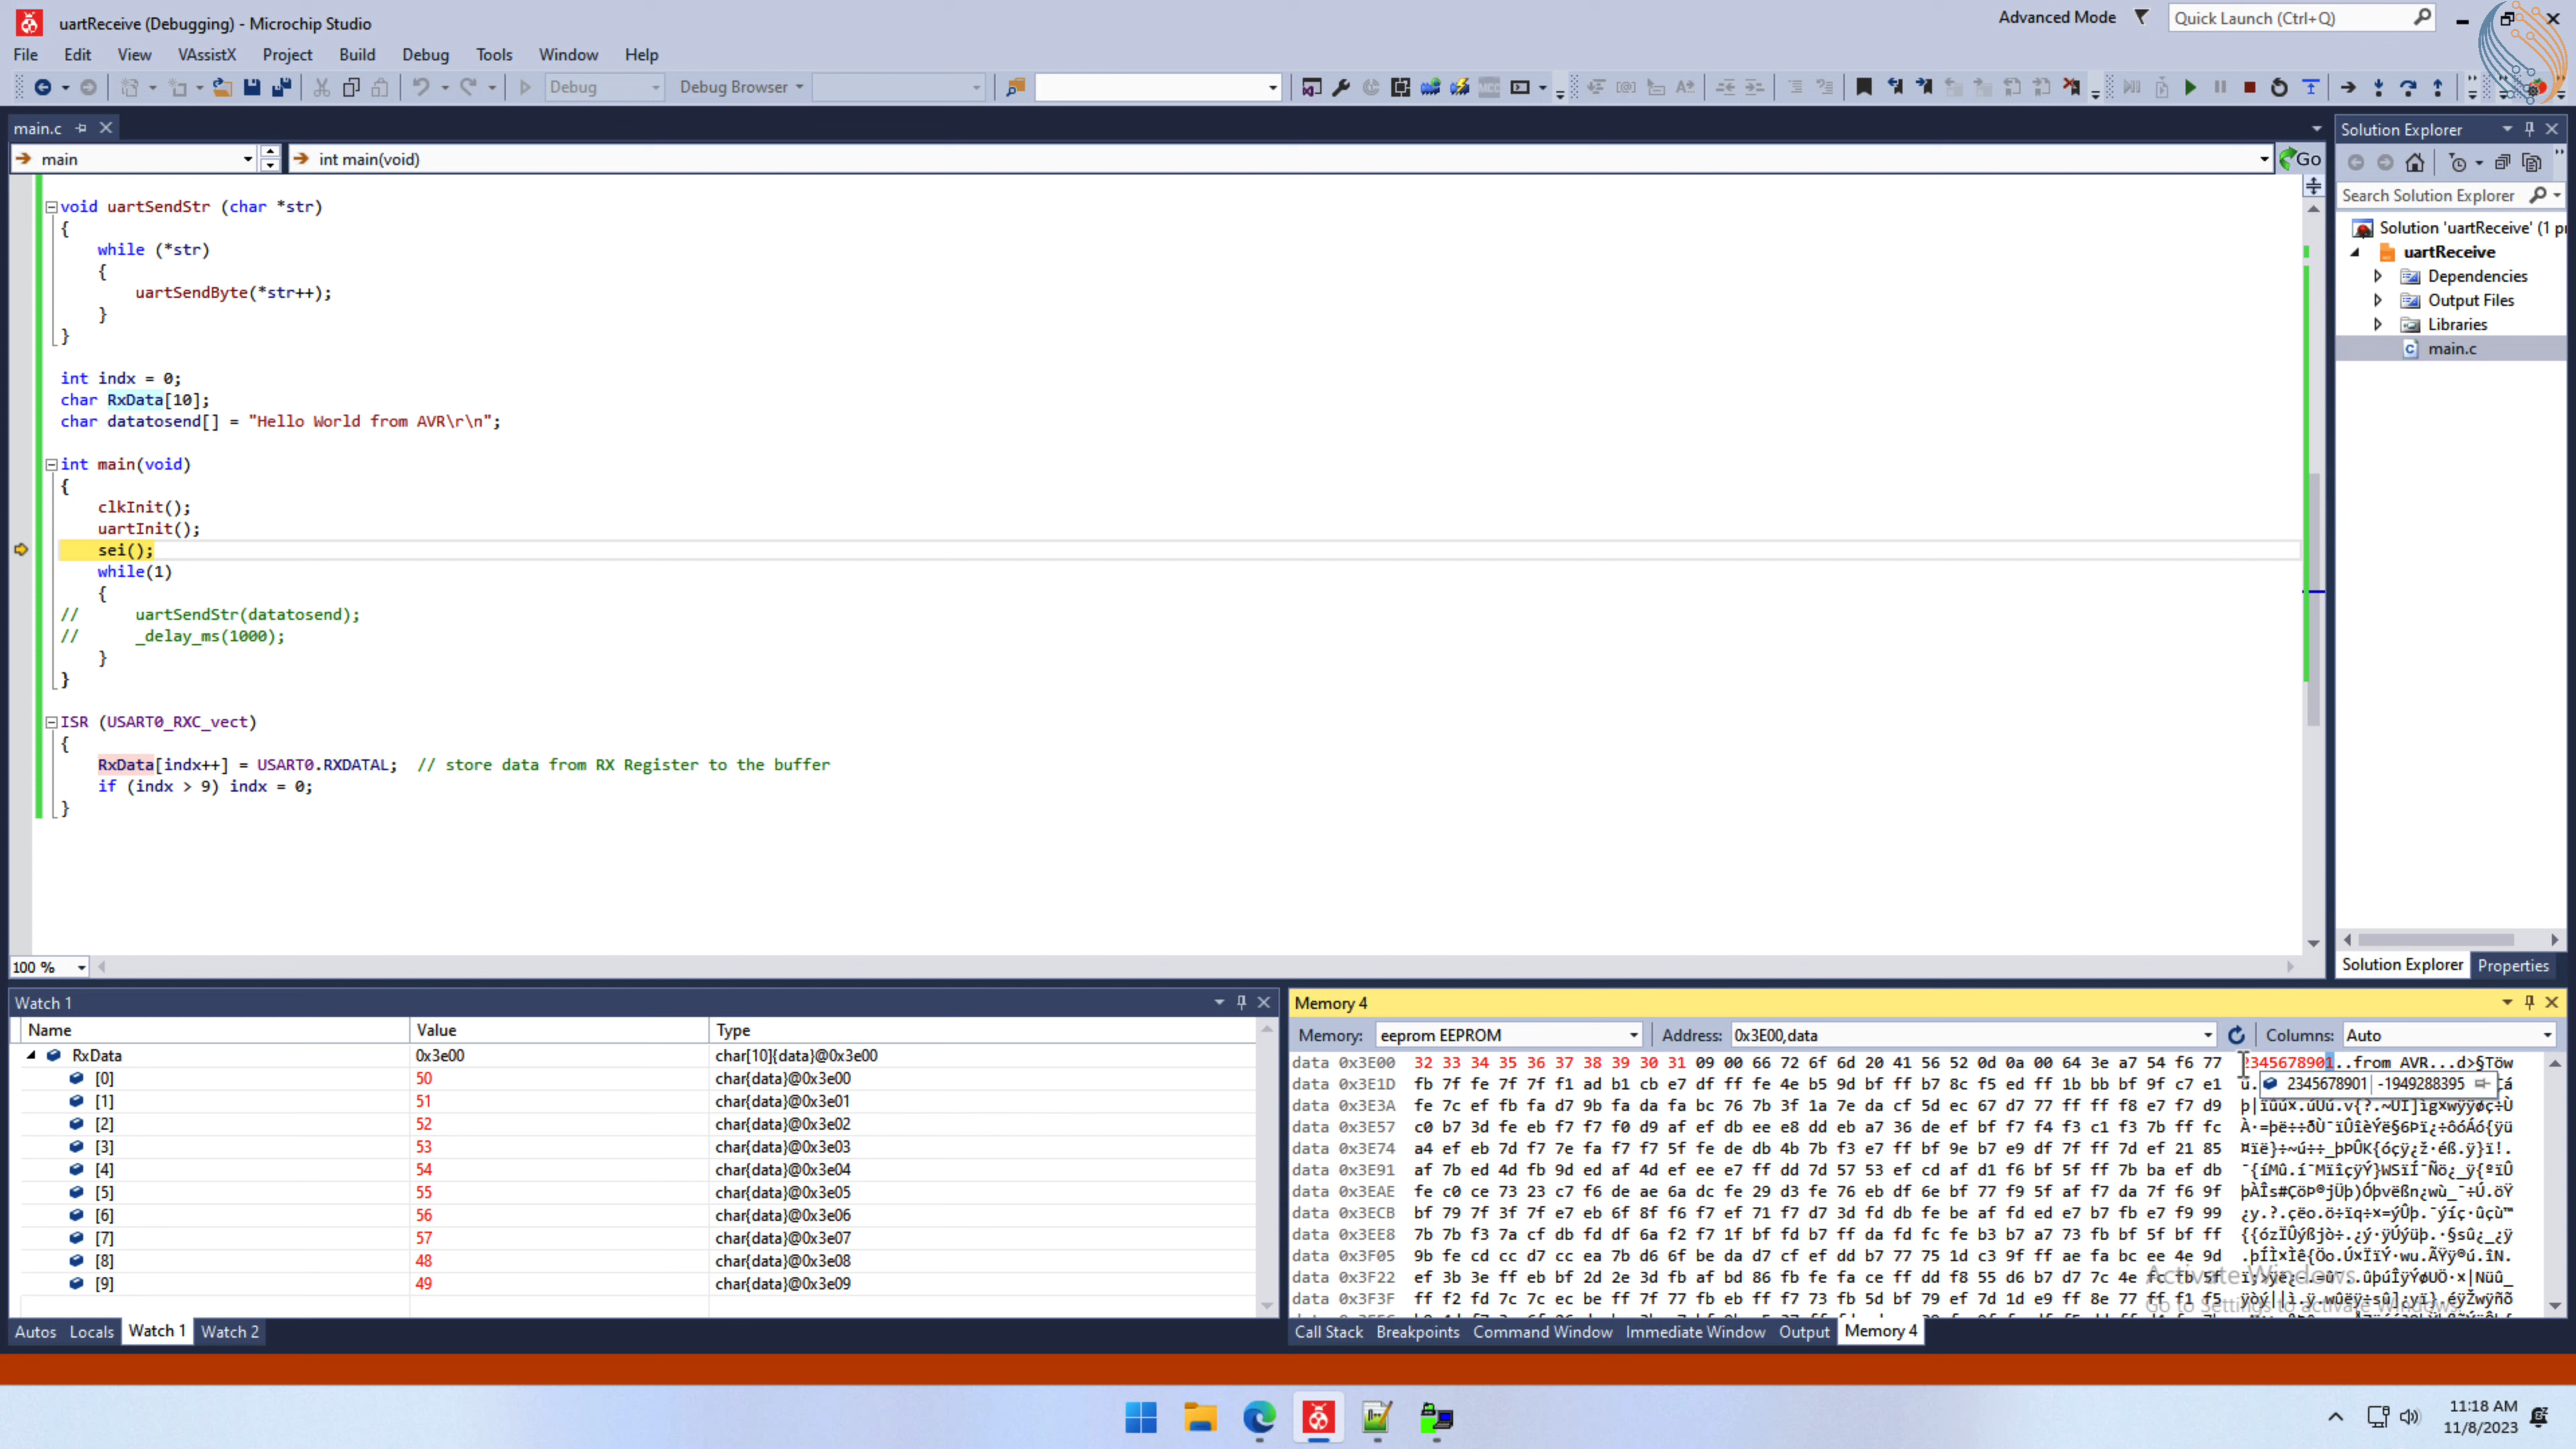 uartReceive (Debugging) - Microchip Studio
Advanced Mode
Quick Launch (Ctrl+Q)
File Edit View VAssistX Project Build Debug Tools Window Help
Debug
Debug Browser
main.c
main
int main(void)
Go
void uartSendStr (char *str)
{
while (*str)
{
uartSendByte(*str++);
}
}
int indx = 0;
char RxData[10];
char datatosend[] = "Hello World from AVR\r\n";
int main(void)
{
clkInit();
uartInit();
sei();
while(1)
{
// uartSendStr(datatosend);
// _delay_ms(1000);
}
}
ISR (USART0_RXC_vect)
{
RxData[indx++] = USART0.RXDATAL; // store data from RX Register to the buffer
if (indx > 9) indx = 0;
}
100 %
Solution Explorer
Search Solution Explorer
Solution 'uartReceive' (1 pr
uartReceive
Dependencies
Output Files
Libraries
main.c
Solution Explorer Properties
Watch 1
Name Value Type
RxData 0x3e00 char[10]{data}@0x3e00
[0] 50 char{data}@0x3e00
[1] 51 char{data}@0x3e01
[2] 52 char{data}@0x3e02
[3] 53 char{data}@0x3e03
[4] 54 char{data}@0x3e04
[5] 55 char{data}@0x3e05
[6] 56 char{data}@0x3e06
[7] 57 char{data}@0x3e07
[8] 48 char{data}@0x3e08
[9] 49 char{data}@0x3e09
Autos Locals Watch 1 Watch 2
Memory 4
Memory: eeprom EEPROM Address: 0x3E00,data Columns: Auto
data 0x3E00 32 33 34 35 36 37 38 39 30 31 09 00 66 72 6f 6d 20 41 56 52 0d 0a 00 64 3e a7 54 f6 77 2345678901..from AVR...d>§Töw
data 0x3E1D fb 7f fe 7f 7f f1 ad b1 cb e7 df ff fe 4e b5 9d bf ff b7 8c f5 ed ff 1b bb bf 9f c7 e1
2345678901 -1949288395
data 0x3E3A fe 7c ef fb fa d7 9b fa da fa bc 76 7b 3f 1a 7e da cf 5d ec 67 d7 77 ff ff f8 e7 f7 d9
data 0x3E57 c0 b7 3d fe eb f7 f7 f0 d9 af ef db ee e8 dd eb a7 36 de ef bf f7 f4 f3 c1 f3 7b ff fc
data 0x3E74 a4 ef eb 7d f7 7e fa f7 f7 5f fe de db 4b 7f f3 e7 ff bf 9e b7 e9 df 5f ff 7d ef 21 85
data 0x3E91 af 7b ed 4d fb 9d ed af 4d ef ee e7 ff dd 7d 57 53 ef cd af d1 f6 bf 5f ff 7b ba ef db
data 0x3EAE fe c0 ce 73 23 c7 f6 de ae 6a dc fe 29 d3 fe 76 eb df 6e bf 77 f9 5f af f7 da 7f f6 9f
data 0x3ECB bf 79 7f 3f 7f e7 eb 6f 8f f6 f7 ef 71 f7 d7 3d fd db fe be af fd ed e7 b7 fb e7 f9 99
data 0x3EE8 7b 7b f3 7a cf db fd df 6a f2 f7 1f bf fd b7 ff da fd fc fe b3 b7 a7 73 fb bf 5f bf ff
data 0x3F05 9b fe cd cc d7 cc ea 7b d6 6f be da d7 cf ef dd b7 77 75 1d c3 9f ff ae fa bc ee 4e 9d
data 0x3F22 ef 3b 3e ff eb bf 2d 2e 3d fb af bd 86 fb fe fa ce ff dd f8 55 d6 b7 d7 7c 4e fc fb 5f
data 0x3F3F ff f2 fd 7c 7c ec be ff 7f 77 fb ef ff f7 73 fb 5d bf 79 ef 7d 1d e9 ff 8e 77 ff f1 f5
Activate Windows
Go to Settings to activate Windows.
Call Stack Breakpoints Command Window Immediate Window Output Memory 4
11:18 AM
11/8/2023